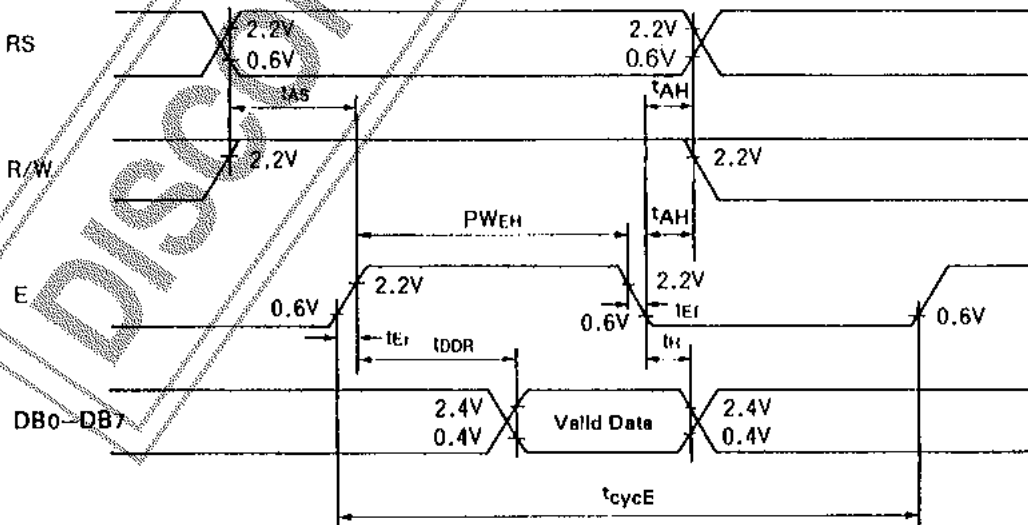 RS
2.2V
0.6V
2.2V
0.6V
tAS
tAH
R/W
2.2V
2.2V
PWEH
tAH
E
0.6V
2.2V
2.2V
0.6V
tEf
0.6V
tEr
tDDR
tH
DB0–DB7
2.4V
0.4V
Valid Data
2.4V
0.4V
tcycE